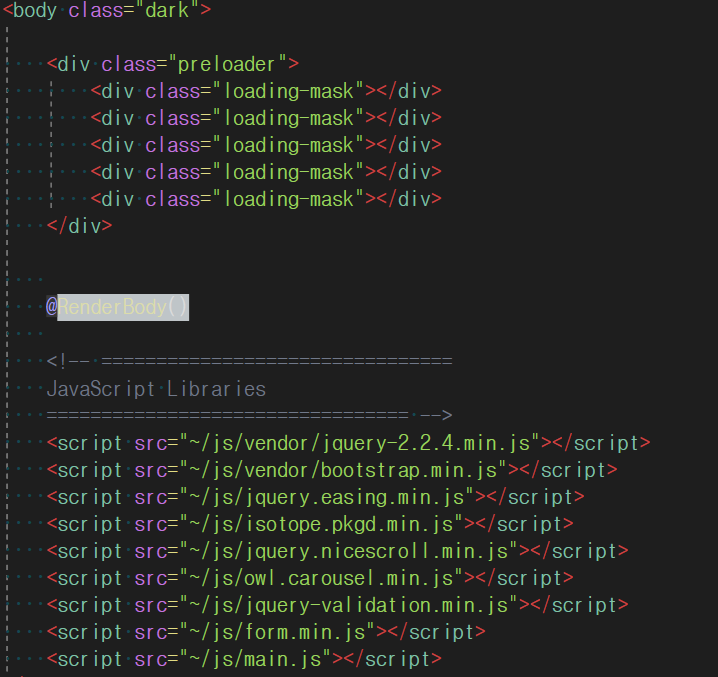 <body class="dark">
<div class="preloader">
<div class="loading-mask"></div>
<div class="loading-mask"></div>
<div class="loading-mask"></div>
<div class="loading-mask"></div>
<div class="loading-mask"></div>
</div>
@RenderBody()
<!-- ================================
JavaScript Libraries
================================= -->
<script src="~/js/vendor/jquery-2.2.4.min.js"></script>
<script src="~/js/vendor/bootstrap.min.js"></script>
<script src="~/js/jquery.easing.min.js"></script>
<script src="~/js/isotope.pkgd.min.js"></script>
<script src="~/js/jquery.nicescroll.min.js"></script>
<script src="~/js/owl.carousel.min.js"></script>
<script src="~/js/jquery-validation.min.js"></script>
<script src="~/js/form.min.js"></script>
<script src="~/js/main.js"></script>